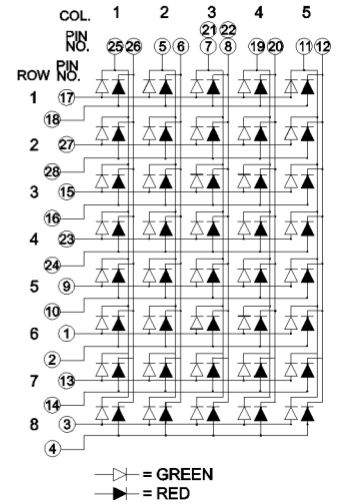 COL. 1 2 3 4 5
PIN NO. 21 22
25 26 5 6 7 8 19 20 11 12
ROW PIN NO.
1 17
18
2 27
28
3 15
16
4 23
24
5 9
10
6 1
2
7 13
14
8 3
4
= GREEN
= RED